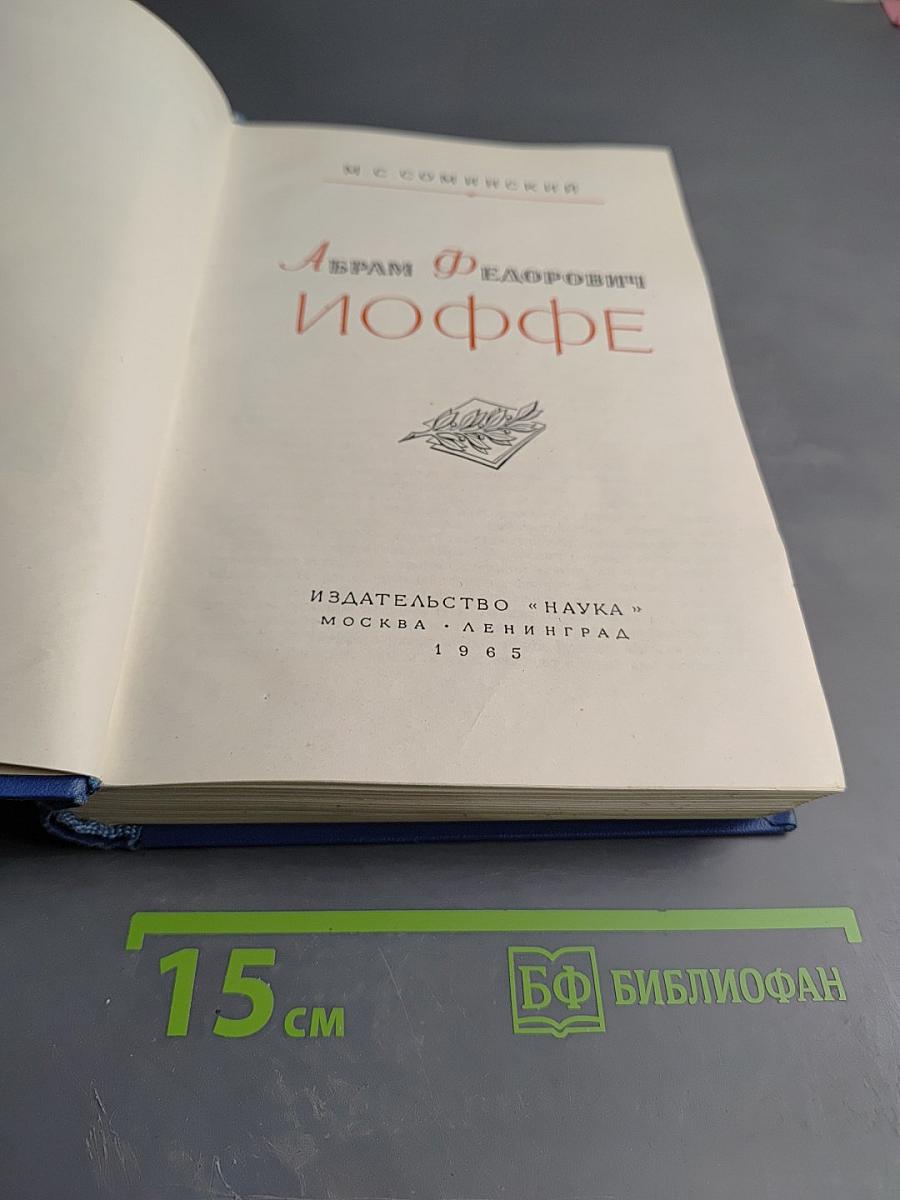 М. С. СОМИНСКИЙ
АБРАМ ФЕДОРОВИЧ
ИОФФЕ
ИЗДАТЕЛЬСТВО «НАУКА»
МОСКВА · ЛЕНИНГРАД
1965
15 см
БФ БИБЛИОФАН